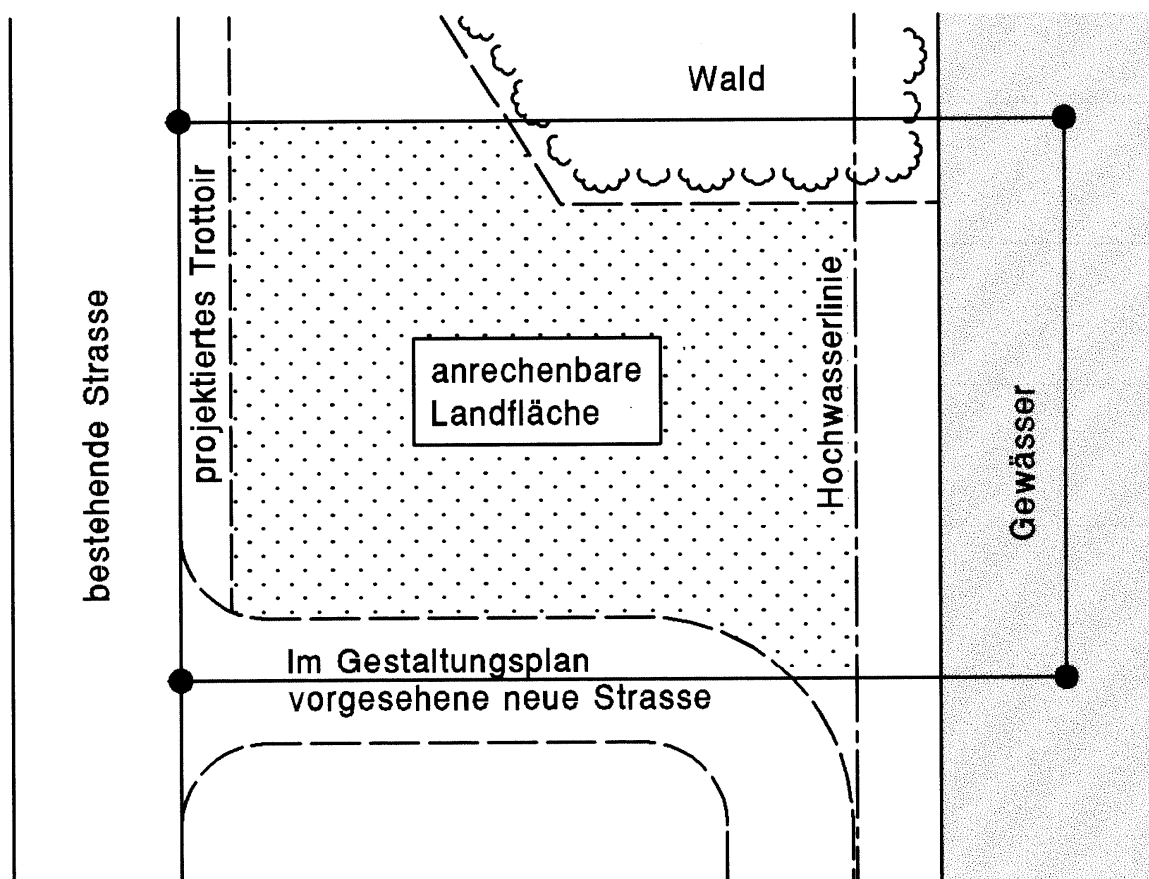 Wald
projektiertes Trottoir
bestehende Strasse
anrechenbare
Landfläche
Hochwasserlinie
Gewässer
Im Gestaltungsplan
vorgesehene neue Strasse